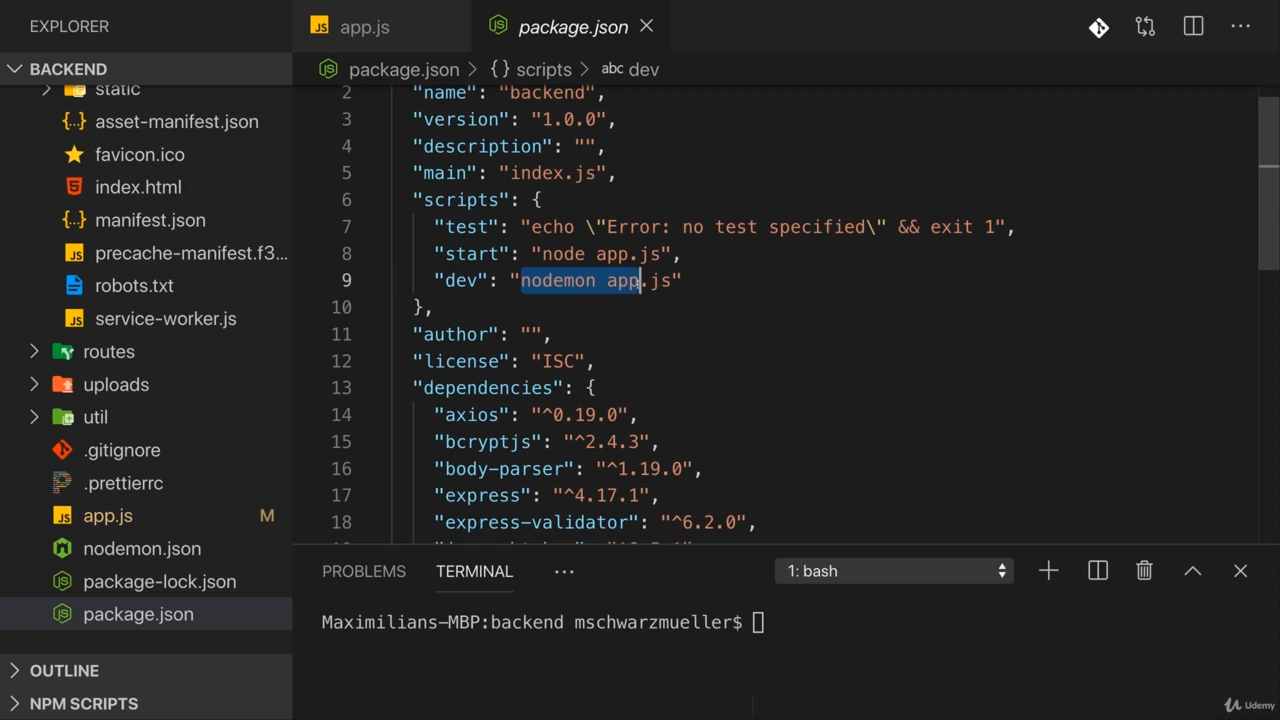 EXPLORER
BACKEND
static
asset-manifest.json
favicon.ico
index.html
manifest.json
precache-manifest.f3...
robots.txt
service-worker.js
routes
uploads
util
.gitignore
.prettierrc
app.js M
nodemon.json
package-lock.json
package.json
OUTLINE
NPM SCRIPTS
JS app.js
package.json
package.json > {} scripts > abc dev
2 "name": "backend",
3 "version": "1.0.0",
4 "description": "",
5 "main": "index.js",
6 "scripts": {
7 "test": "echo \"Error: no test specified\" && exit 1",
8 "start": "node app.js",
9 "dev": "nodemon app.js"
10 },
11 "author": "",
12 "license": "ISC",
13 "dependencies": {
14 "axios": "^0.19.0",
15 "bcryptjs": "^2.4.3",
16 "body-parser": "^1.19.0",
17 "express": "^4.17.1",
18 "express-validator": "^6.2.0",
PROBLEMS TERMINAL ... 1: bash
Maximilians-MBP:backend mschwarzmueller$
Udemy